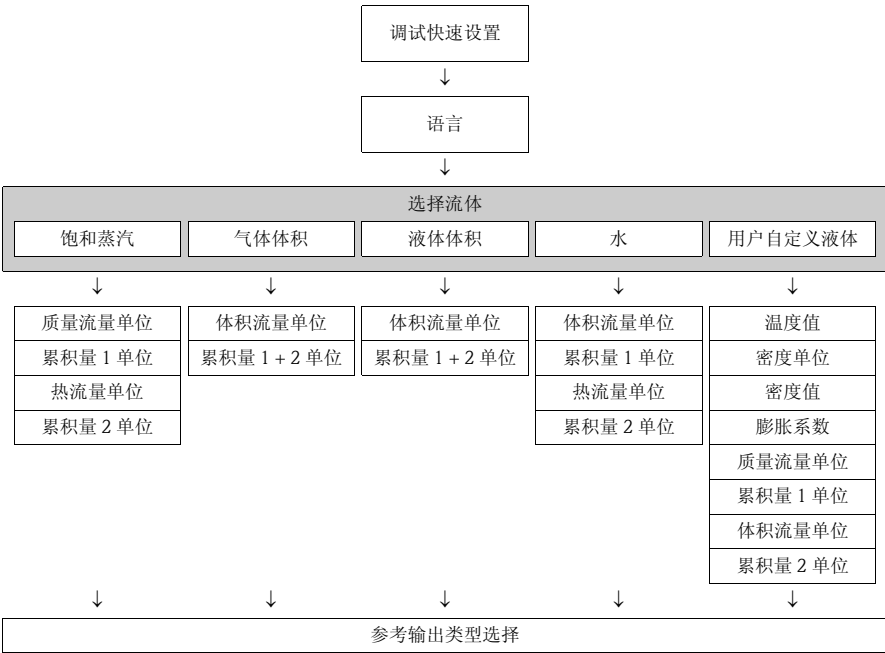 调试快速设置
语言
选择流体
饱和蒸汽 气体体积 液体体积 水 用户自定义液体
质量流量单位 体积流量单位 体积流量单位 体积流量单位 温度值
累积量 1 单位 累积量 1 + 2 单位 累积量 1 + 2 单位 累积量 1 单位 密度单位
热流量单位 热流量单位 密度值
累积量 2 单位 累积量 2 单位 膨胀系数
质量流量单位
累积量 1 单位
体积流量单位
累积量 2 单位
参考输出类型选择